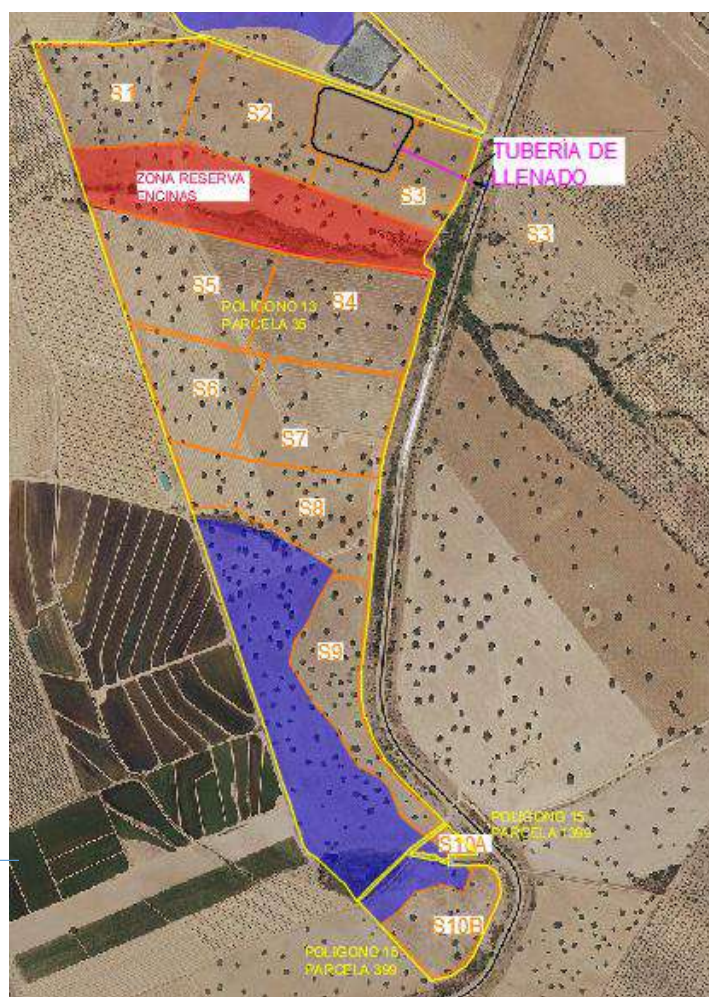 S1
S2
TUBERÍA DE
LLENADO
ZONA RESERVA
ENCINAS
S3
S3
S5
S4
POLIGONO 13
PARCELA 35
S6
S7
S8
S9
POLIGONO 15
PARCELA 1399
S10A
S10B
POLIGONO 15
PARCELA 399